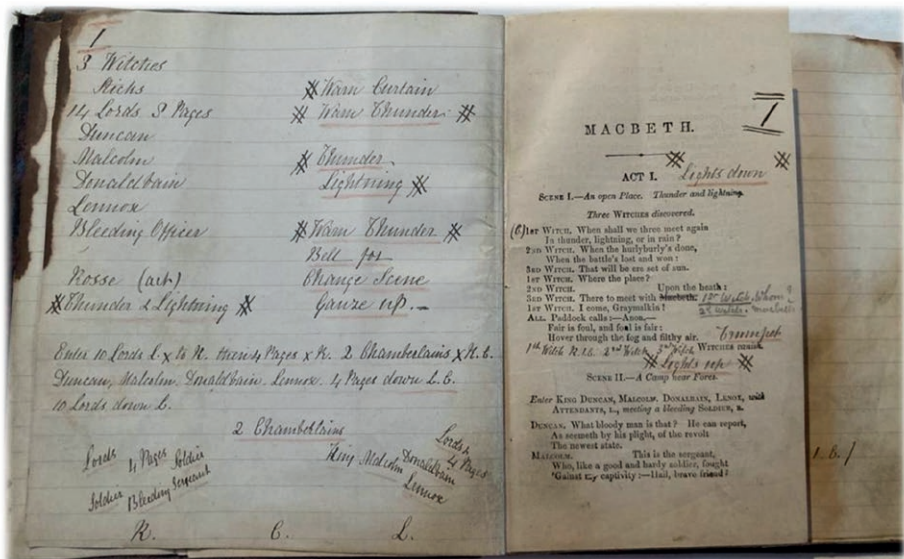 1
3 Witches
14 Lords 8 Pages
Duncan
Malcolm
Donaldbain
Lennox
Bleeding Officer
Rosse
Thunder & Lightning
Warn Curtain
Warn Thunder
Thunder
Lightning
Warn Thunder
Bell for
Change Scene
Gauze up.—
Enter 10 Lords L. x to R. then 4 Pages x R. 2 Chamberlains x R.
Duncan, Malcolm, Donaldbain, Lennox. 4 Pages down L.
10 Lords down L.
2 Chamberlains
Lords 4 Pages Soldier
Soldier Bleeding Sergeant
King Malcolm Donaldbain
Lennox
Lords
4 Pages
R. C. L.
1
MACBETH.
ACT I. Lights down
SCENE I.—An open Place. Thunder and lightning.
Three WITCHES discovered.
1ST WITCH. When shall we three meet again
In thunder, lightning, or in rain?
2ND WITCH. When the hurlyburly's done,
When the battle's lost and won:
3RD WITCH. That will be ere set of sun.
1ST WITCH. Where the place?
2ND WITCH. Upon the heath:
3RD WITCH. There to meet with Macbeth. 1st Witch. Whom?
1ST WITCH. I come, Graymalkin!
ALL. Paddock calls:—Anon.—
Fair is foul, and foul is fair:
Hover through the fog and filthy air. Trumpet
1st Witch 2nd Witch 3rd Witch WITCHES
Lights up
SCENE II.—A Camp near Fores.
Enter KING DUNCAN, MALCOLM, DONALBAIN, LENOX, with
ATTENDANTS, L., meeting a bleeding SOLDIER, R.
DUNCAN. What bloody man is that? He can report,
As seemeth by his plight, of the revolt
The newest state.
MALCOLM. This is the sergeant,
Who, like a good and hardy soldier, fought
'Gainst my captivity:—Hail, brave friend!